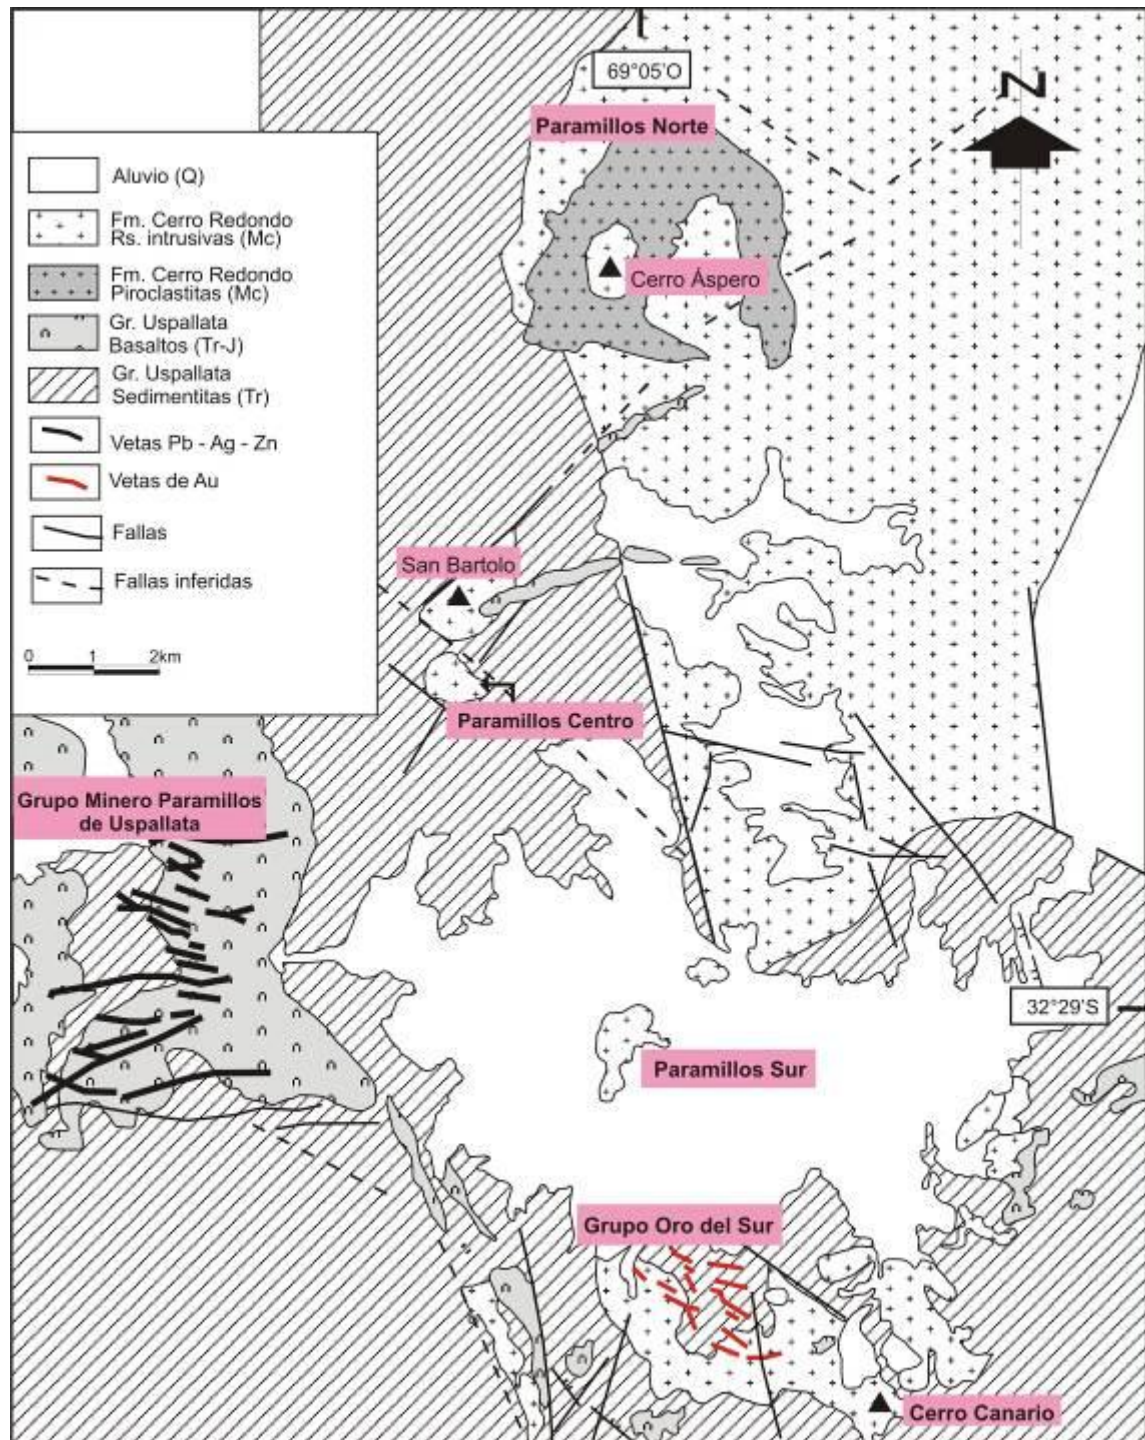 69°05'O
N
Paramillos Norte
Aluvio (Q)
Fm. Cerro Redondo
Rs. intrusivas (Mc)
Fm. Cerro Redondo
Piroclastitas (Mc)
Gr. Uspallata
Basaltos (Tr-J)
Gr. Uspallata
Sedimentitas (Tr)
Vetas Pb - Ag - Zn
Vetas de Au
Fallas
Fallas inferidas
0 1 2km
Cerro Áspero
San Bartolo
Paramillos Centro
Grupo Minero Paramillos
de Uspallata
32°29'S
Paramillos Sur
Grupo Oro del Sur
Cerro Canario